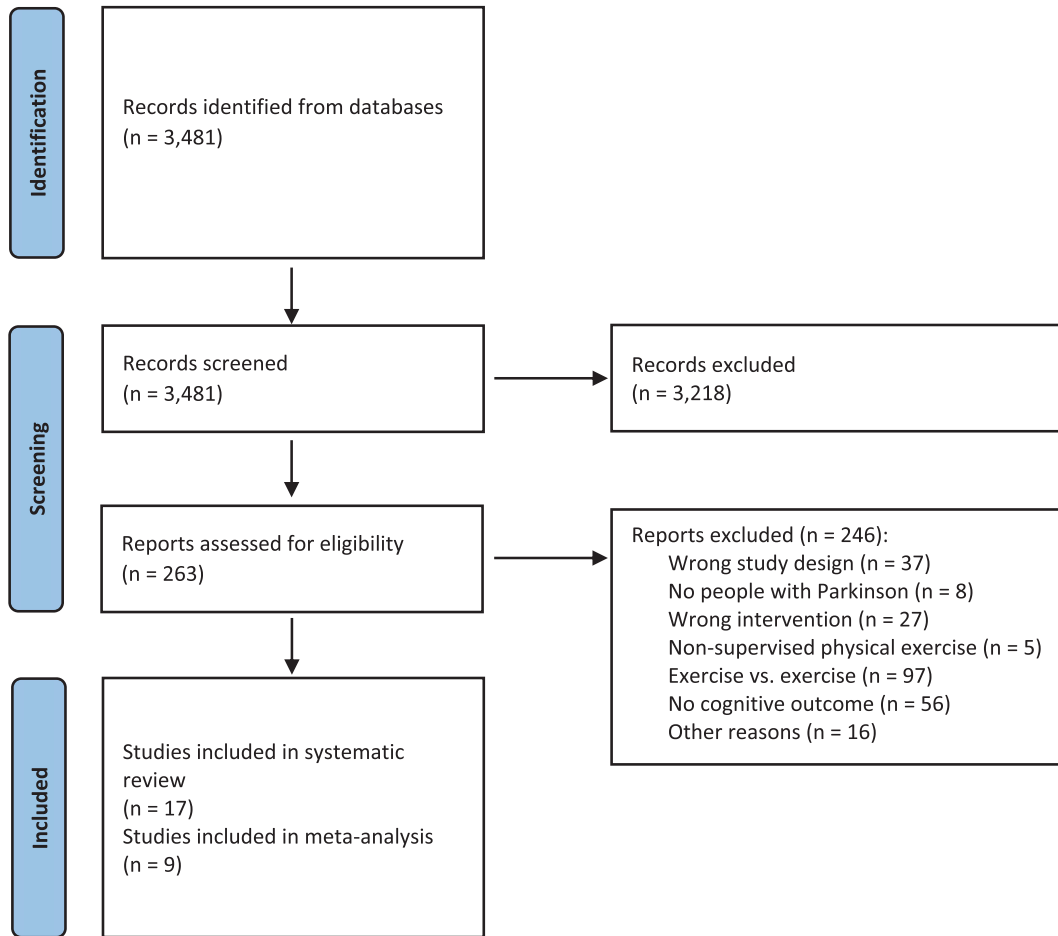 Identification
Records identified from databases
(n = 3,481)
Screening
Records screened
(n = 3,481)
Records excluded
(n = 3,218)
Reports assessed for eligibility
(n = 263)
Reports excluded (n = 246):
Wrong study design (n = 37)
No people with Parkinson (n = 8)
Wrong intervention (n = 27)
Non-supervised physical exercise (n = 5)
Exercise vs. exercise (n = 97)
No cognitive outcome (n = 56)
Other reasons (n = 16)
Included
Studies included in systematic
review
(n = 17)
Studies included in meta-analysis
(n = 9)